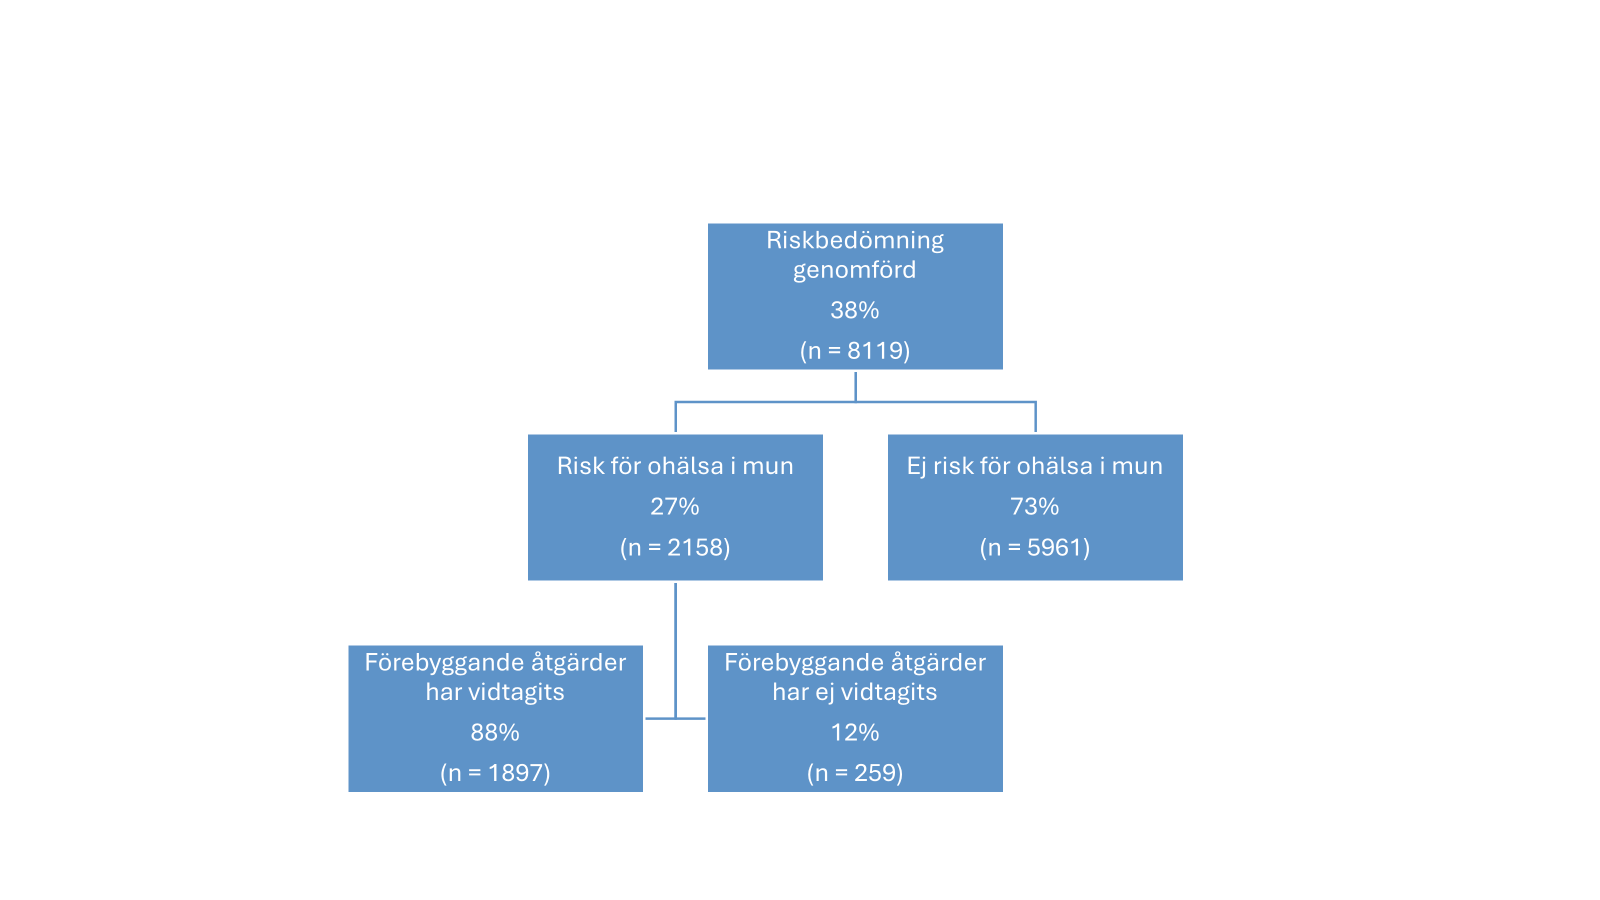 Riskbedömning
genomförd
38%
(n = 8119)
Risk för ohälsa i mun
27%
(n = 2158)
Ej risk för ohälsa i mun
73%
(n = 5961)
Förebyggande åtgärder
har vidtagits
88%
(n = 1897)
Förebyggande åtgärder
har ej vidtagits
12%
(n = 259)